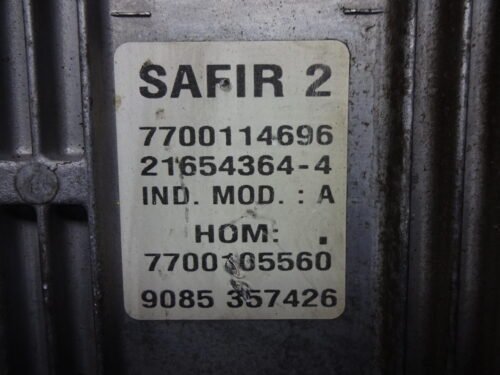 SAFIR 2
7700114696
21654364-4
IND. MOD. : A
HOM: .
7700105560
9085 357426